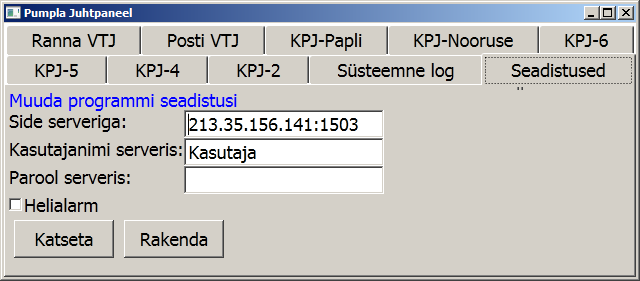 Pumpla Juhtpaneel
Ranna VTJ Posti VTJ KPJ-Papli KPJ-Nooruse KPJ-6
KPJ-5 KPJ-4 KPJ-2 Süsteemne log Seadistused
Muuda programmi seadistusi
Side serveriga: 213.35.156.141:1503
Kasutajanimi serveris: Kasutaja
Parool serveris:
Helialarm
Katseta Rakenda